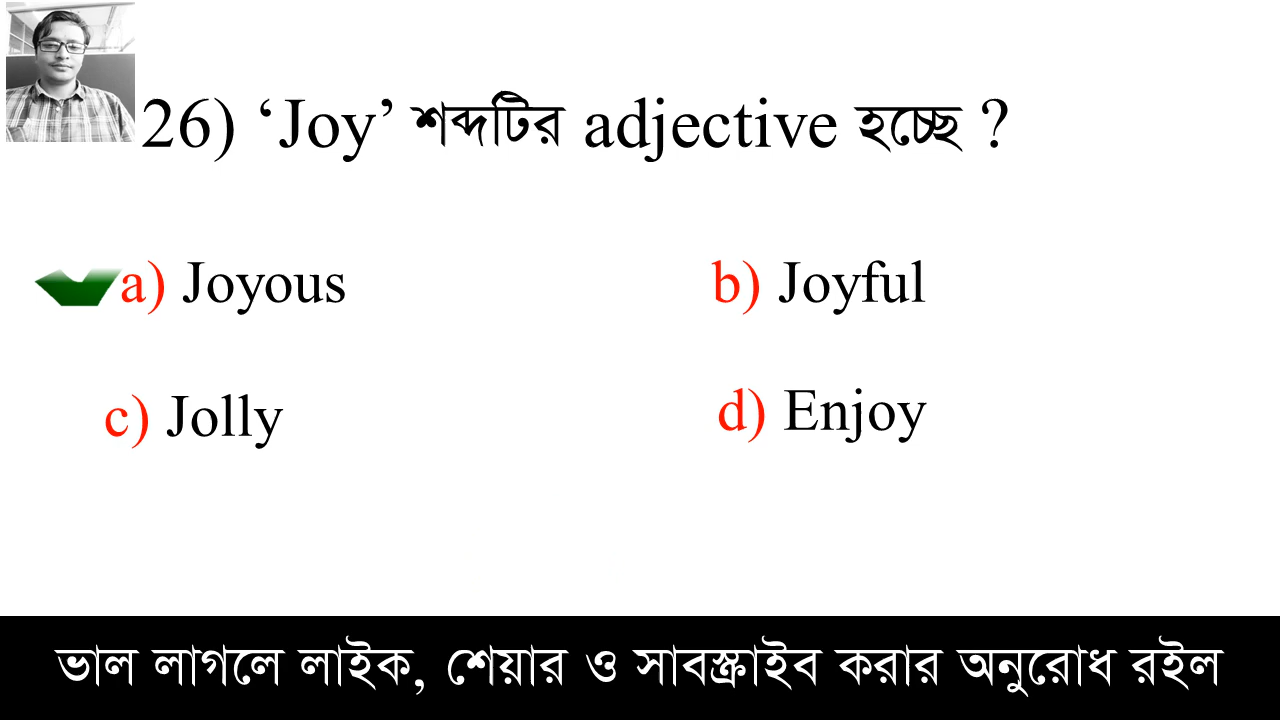 26) ‘Joy’ শব্দটির adjective হচ্ছে ?
a) Joyous b) Joyful
c) Jolly d) Enjoy
ভাল লাগলে লাইক, শেয়ার ও সাবস্ক্রাইব করার অনুরোধ রইল